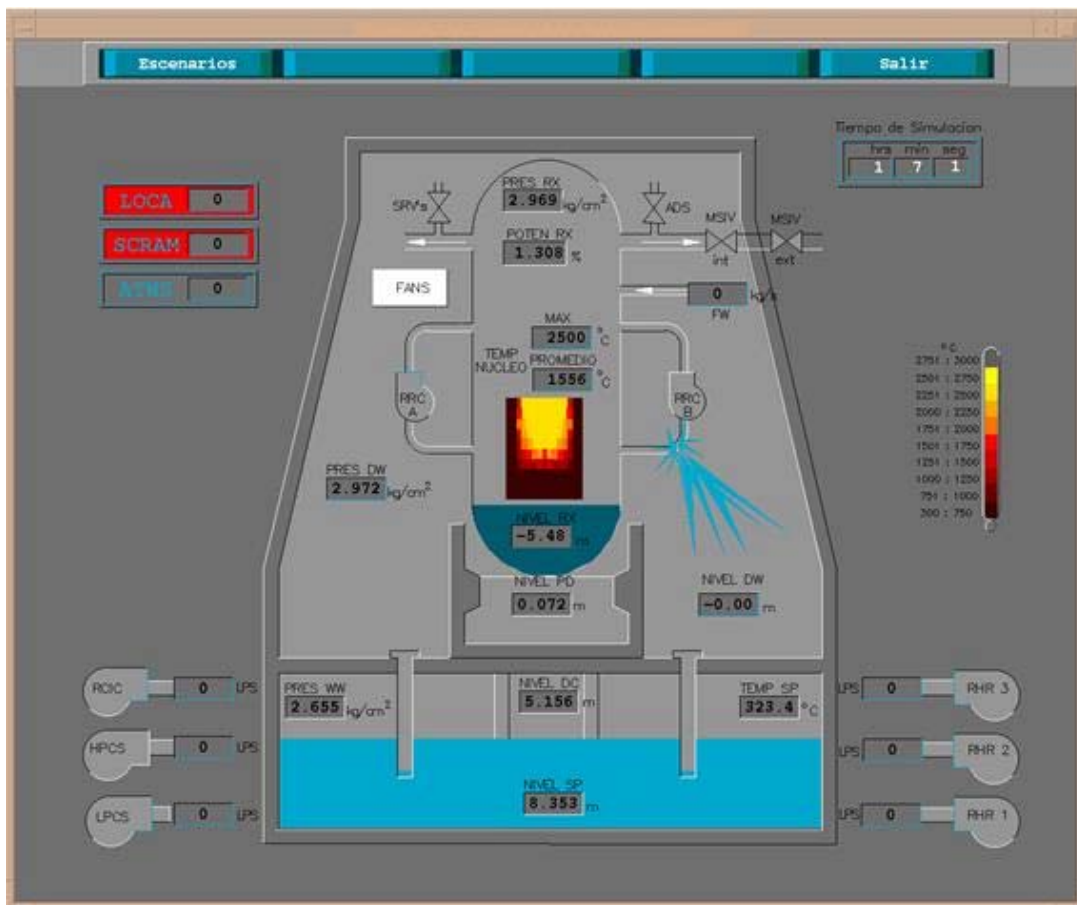 Escenarios
Salir
Tiempo de Simulacion
hrs min seg
1 7 1
LOCA 0
SCRAM 0
ATWS 0
PRES RX
2.969 kg/cm²
SRV's
ADS
MSIV
MSIV
POTEN RX
1.308 %
int
ext
FANS
0 kg/s
FW
MAX
2500 °C
TEMP NUCLEO
PROMEDIO
1556 °C
RRC A
RRC B
°C
2751 : 3000
2501 : 2750
2251 : 2500
2000 : 2250
1751 : 2000
1501 : 1750
1251 : 1500
1000 : 1250
751 : 1000
300 : 750
PRES DW
2.972 kg/cm²
NIVEL RX
-5.48 m
NIVEL PD
0.072 m
NIVEL DW
-0.00 m
RCIC 0 LPS
PRES WW
2.655 kg/cm²
NIVEL DC
5.156 m
TEMP SP
323.4 °C
LPS 0 RHR 3
HPCS 0 LPS
LPS 0 RHR 2
NIVEL SP
8.353 m
LPCS 0 LPS
LPS 0 RHR 1